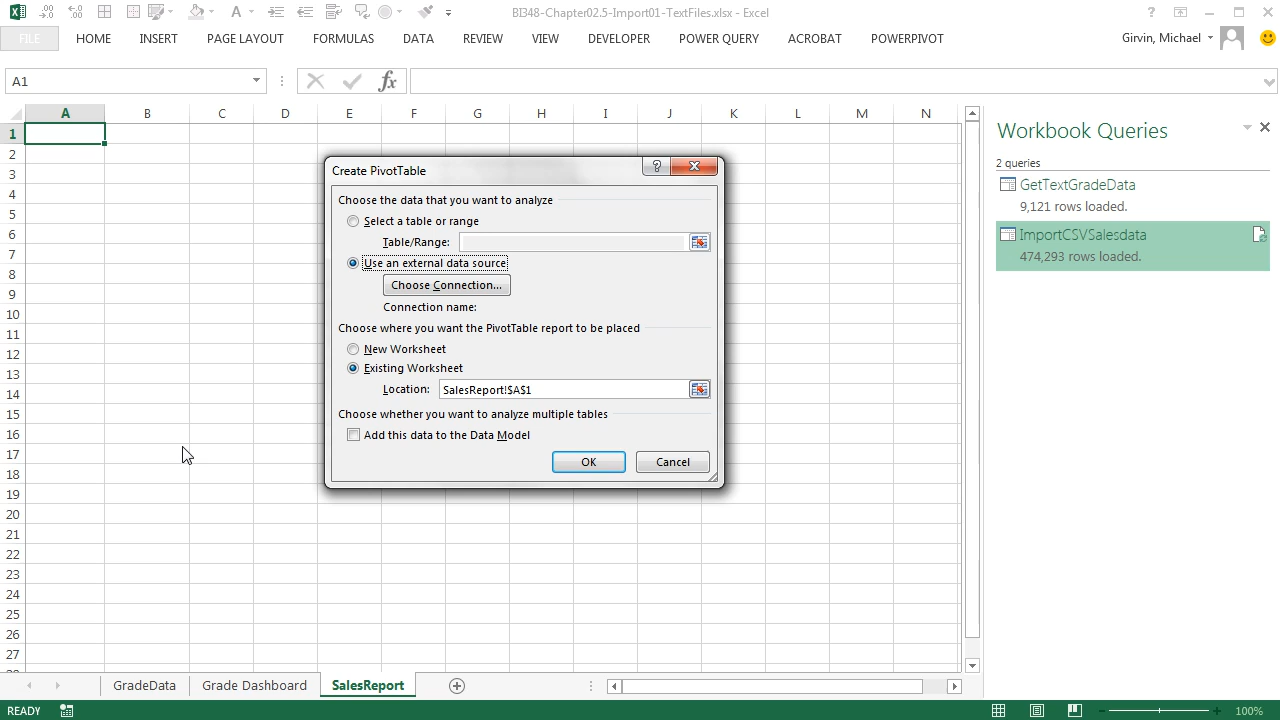 BI348-Chapter02.5-Import01-TextFiles.xlsx - Excel
FILE HOME INSERT PAGE LAYOUT FORMULAS DATA REVIEW VIEW DEVELOPER POWER QUERY ACROBAT POWERPIVOT Girvin, Michael
A1 fx
A B C D E F G H I J K L M N
1
2
3
4
5
6
7
8
9
10
11
12
13
14
15
16
17
18
19
20
21
22
23
24
25
26
27
Create PivotTable
Choose the data that you want to analyze
Select a table or range
Table/Range:
Use an external data source
Choose Connection...
Connection name:
Choose where you want the PivotTable report to be placed
New Worksheet
Existing Worksheet
Location: SalesReport!$A$1
Choose whether you want to analyze multiple tables
Add this data to the Data Model
OK Cancel
Workbook Queries
2 queries
GetTextGradeData
9,121 rows loaded.
ImportCSVSalesdata
474,293 rows loaded.
GradeData Grade Dashboard SalesReport
READY 100%